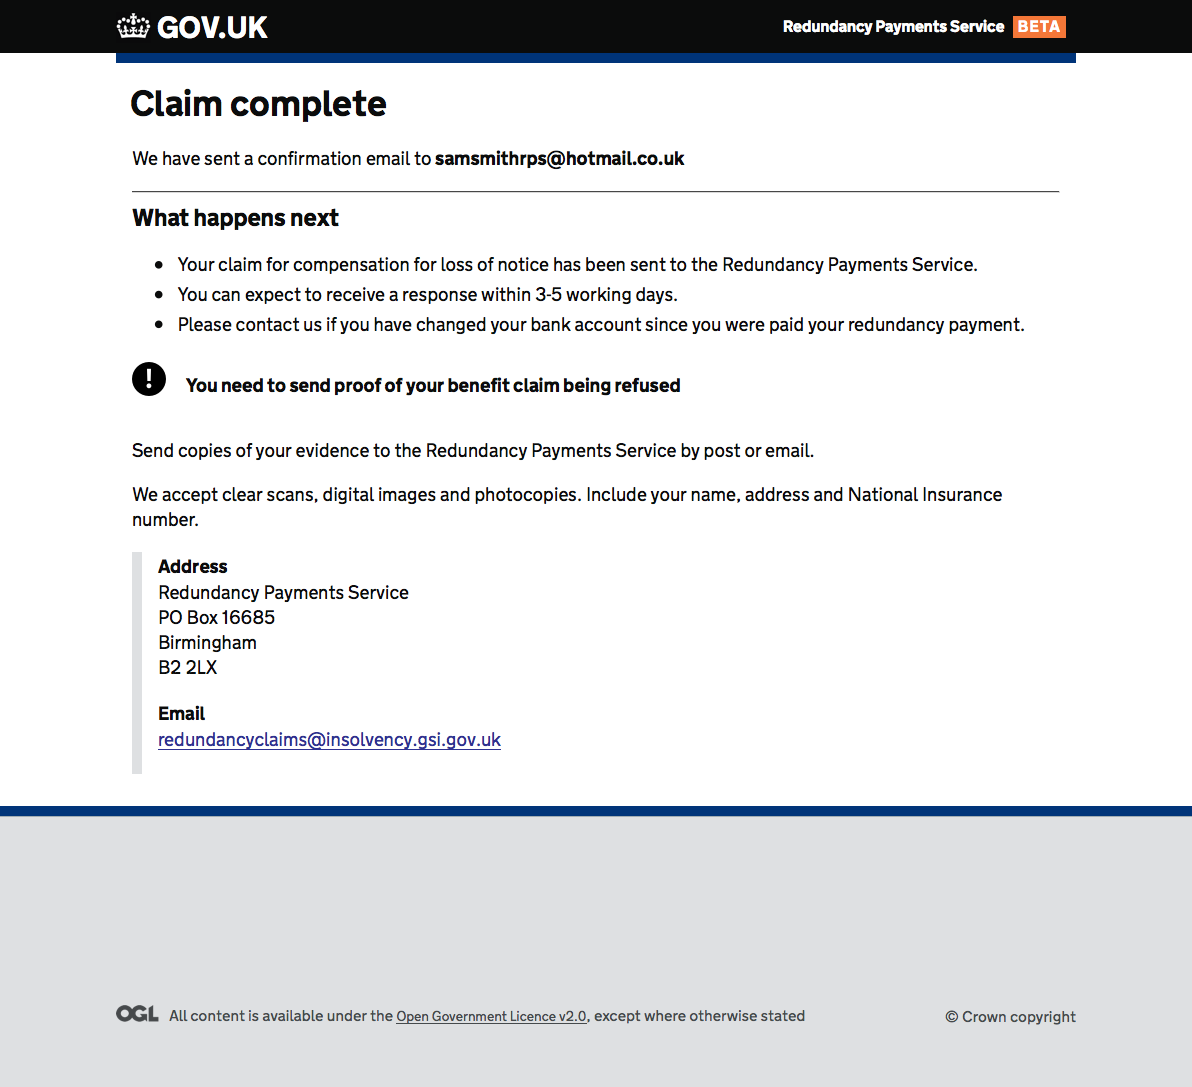 GOV.UK
Redundancy Payments Service BETA
Claim complete
We have sent a confirmation email to samsmithrps@hotmail.co.uk
What happens next
• Your claim for compensation for loss of notice has been sent to the Redundancy Payments Service.
• You can expect to receive a response within 3-5 working days.
• Please contact us if you have changed your bank account since you were paid your redundancy payment.
! You need to send proof of your benefit claim being refused
Send copies of your evidence to the Redundancy Payments Service by post or email.
We accept clear scans, digital images and photocopies. Include your name, address and National Insurance
number.
Address
Redundancy Payments Service
PO Box 16685
Birmingham
B2 2LX
Email
redundancyclaims@insolvency.gsi.gov.uk
OGL All content is available under the Open Government Licence v2.0, except where otherwise stated
© Crown copyright